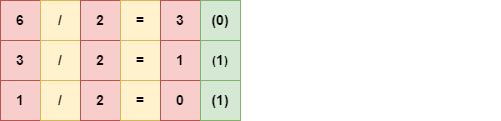 6 / 2 = 3 (0)
3 / 2 = 1 (1)
1 / 2 = 0 (1)